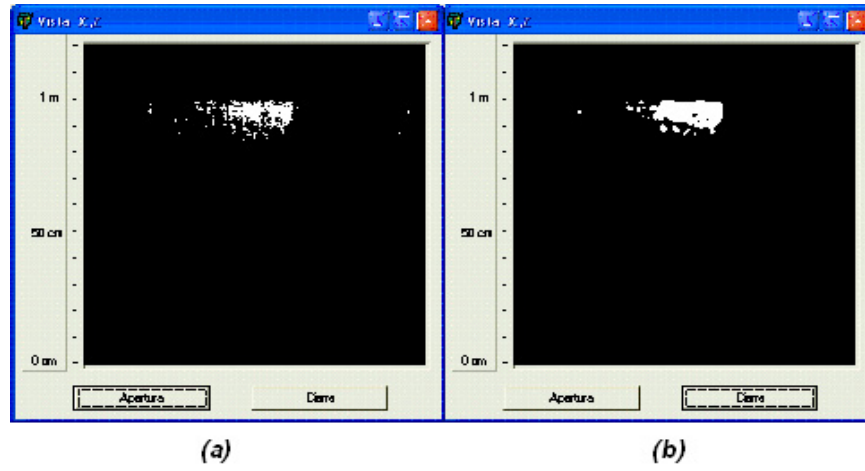 Vista X,Z
1 m
50 cm
0 cm
Apertura
Cierre
(a)
Vista X,Z
1 m
50 cm
0 cm
Apertura
Cierre
(b)